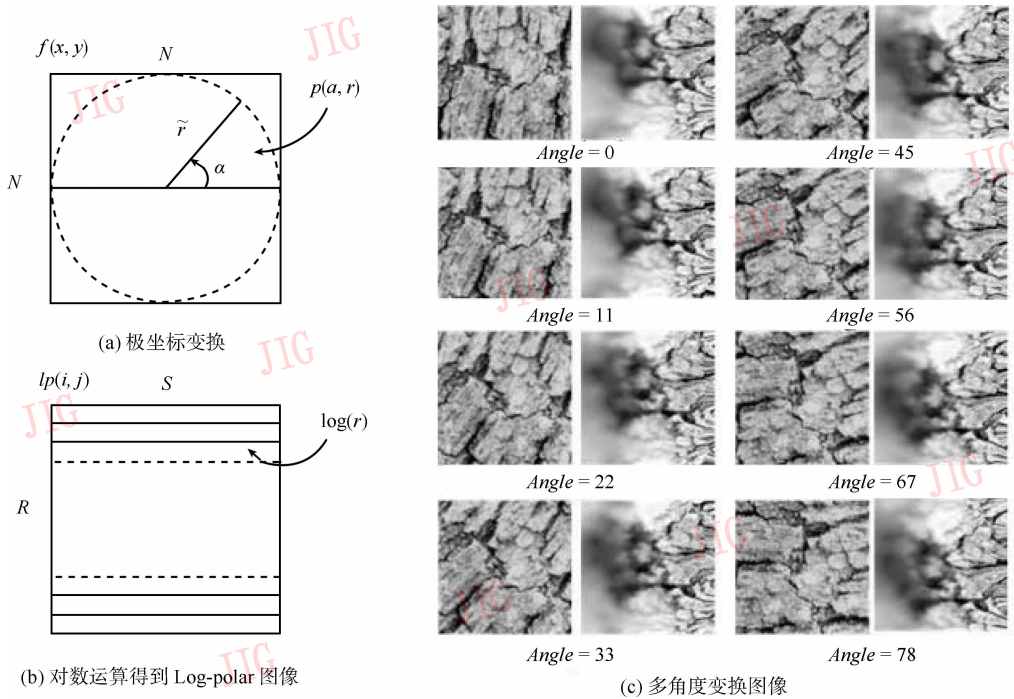 f(x, y)
N
p(a, r)
r̃
α
N
(a) 极坐标变换
lp(i, j)
S
log(r)
R
(b) 对数运算得到 Log-polar 图像
Angle = 0
Angle = 45
Angle = 11
Angle = 56
Angle = 22
Angle = 67
Angle = 33
Angle = 78
(c) 多角度变换图像
JIG
JIG
JIG
JIG
JIG
JIG
JIG
JIG
JIG
JIG
JIG